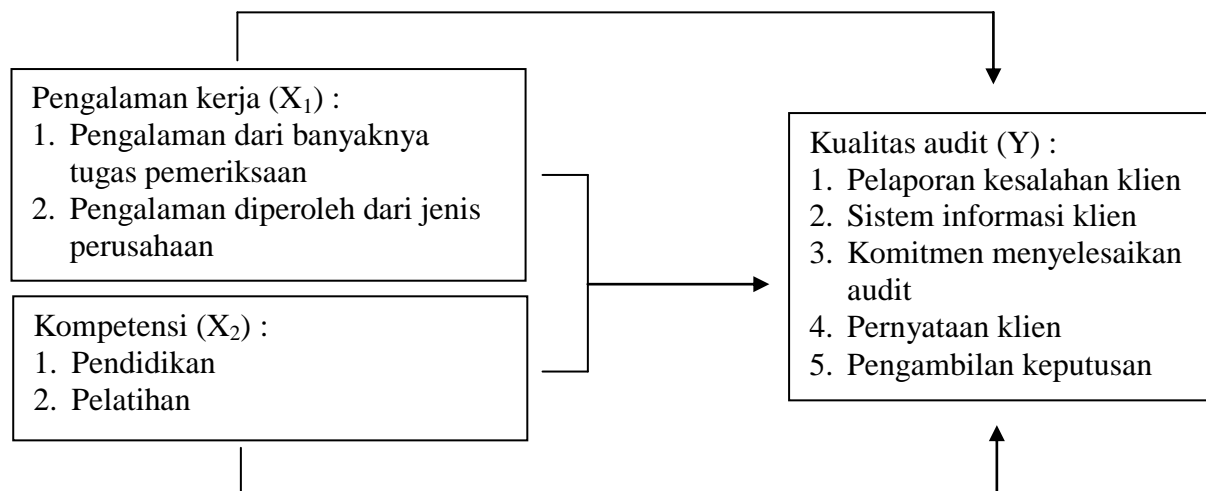 Pengalaman kerja (X₁) :
1. Pengalaman dari banyaknya
tugas pemeriksaan
2. Pengalaman diperoleh dari jenis
perusahaan
Kompetensi (X₂) :
1. Pendidikan
2. Pelatihan
Kualitas audit (Y) :
1. Pelaporan kesalahan klien
2. Sistem informasi klien
3. Komitmen menyelesaikan
audit
4. Pernyataan klien
5. Pengambilan keputusan